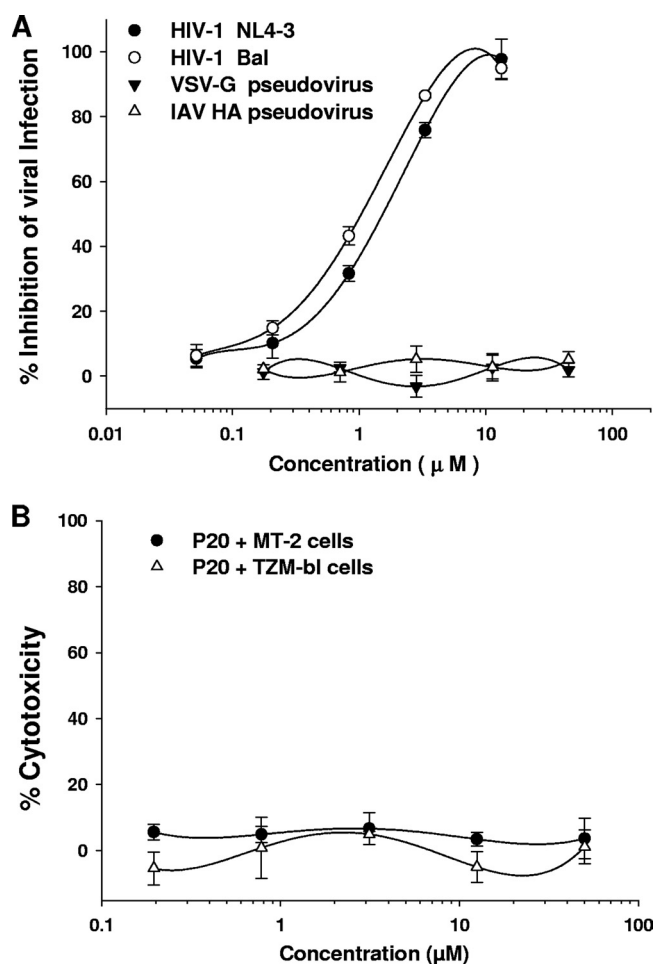 A
HIV-1 NL4-3
HIV-1 Bal
VSV-G pseudovirus
IAV HA pseudovirus
% Inhibition of viral Infection
100
80
60
40
20
0
0.01
0.1
1
10
100
Concentration ( μ M )
B
P20 + MT-2 cells
P20 + TZM-bl cells
% Cytotoxicity
100
80
60
40
20
0
0.1
1
10
100
Concentration (μM)